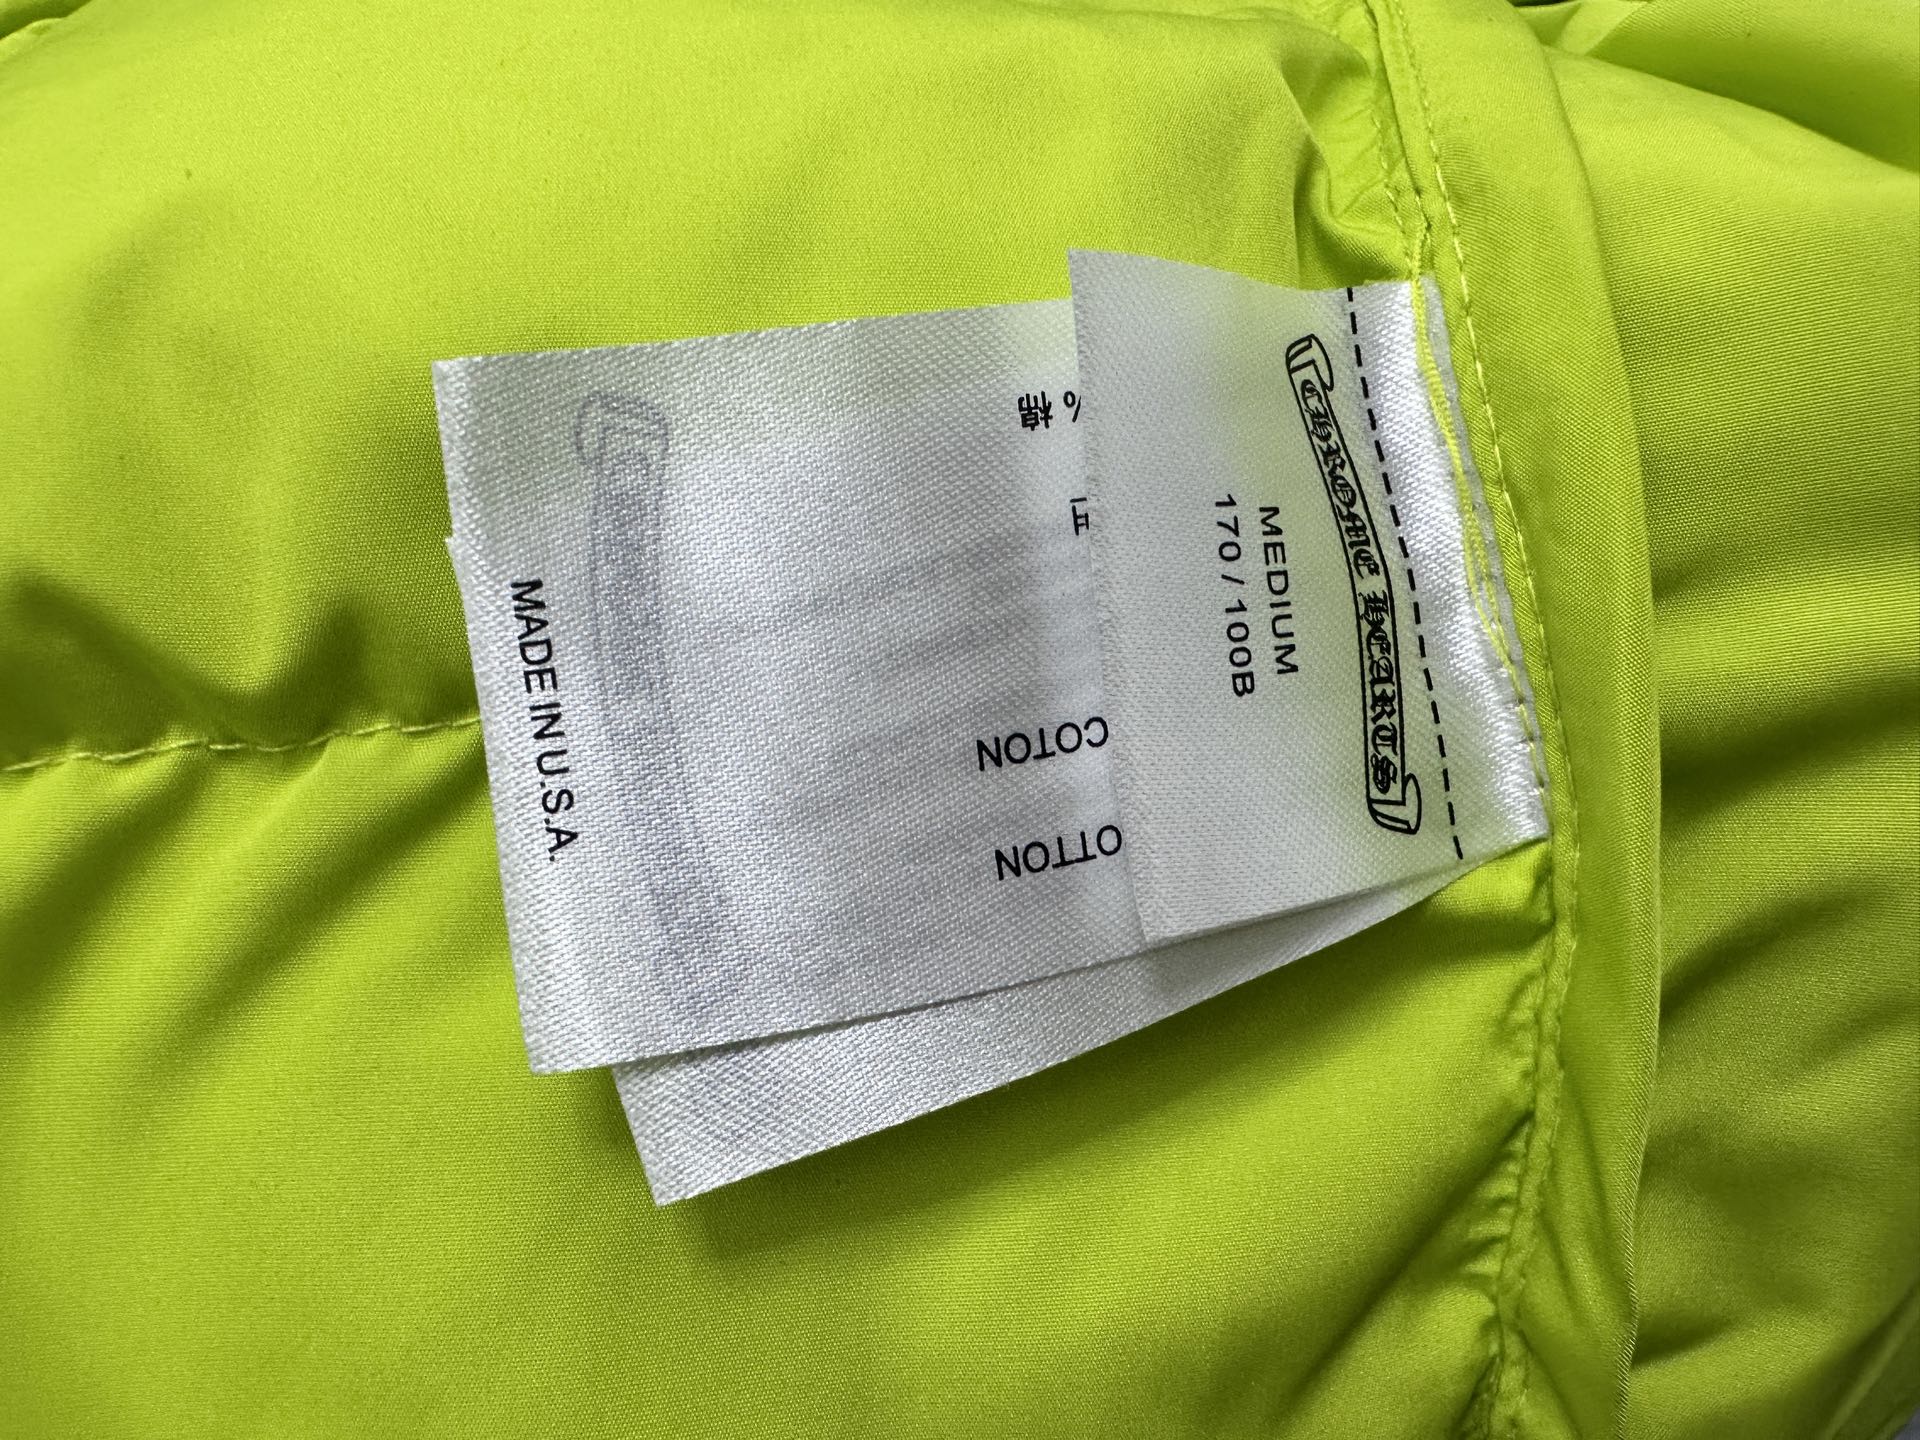 CHROME HEARTS
MEDIUM
170/100B
% 棉
COTON
OTTON
MADE IN U.S.A.